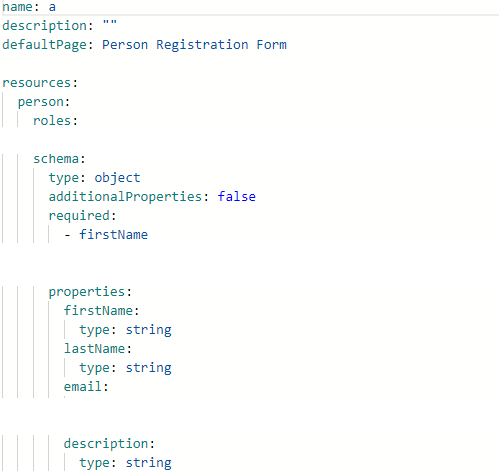 name: a
description: ""
defaultPage: Person Registration Form
resources:
person:
roles:
schema:
type: object
additionalProperties: false
required:
- firstName
properties:
firstName:
type: string
lastName:
type: string
email:
description:
type: string